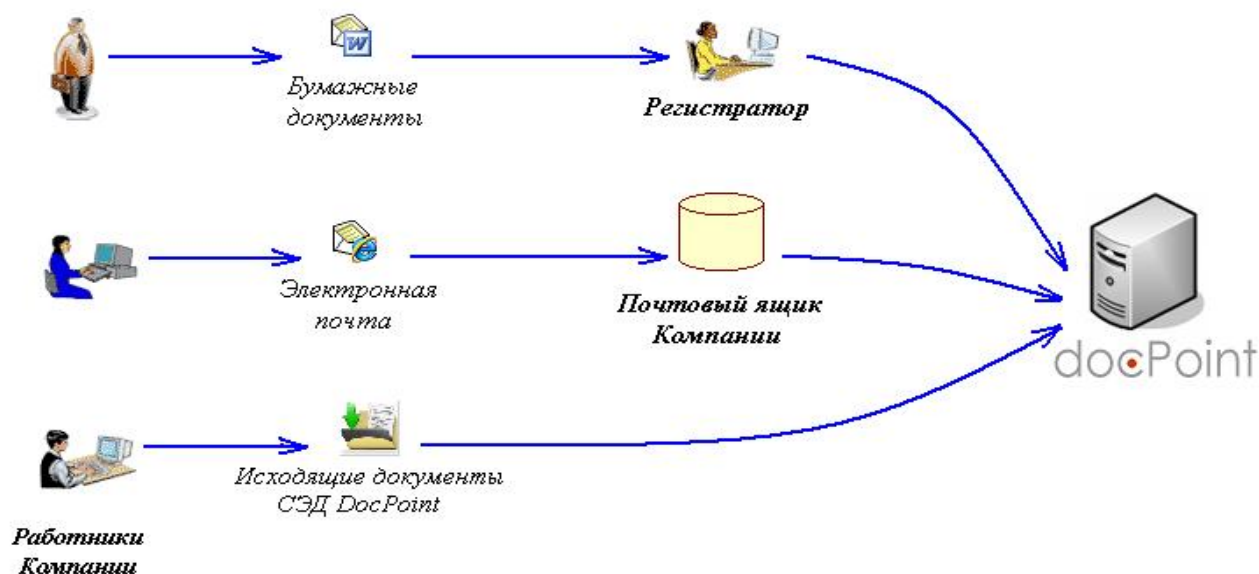 Бумажные
документы
Регистратор
Электронная
почта
Почтовый ящик
Компании
docPoint
Исходящие документы
СЭД DocPoint
Работники
Компании